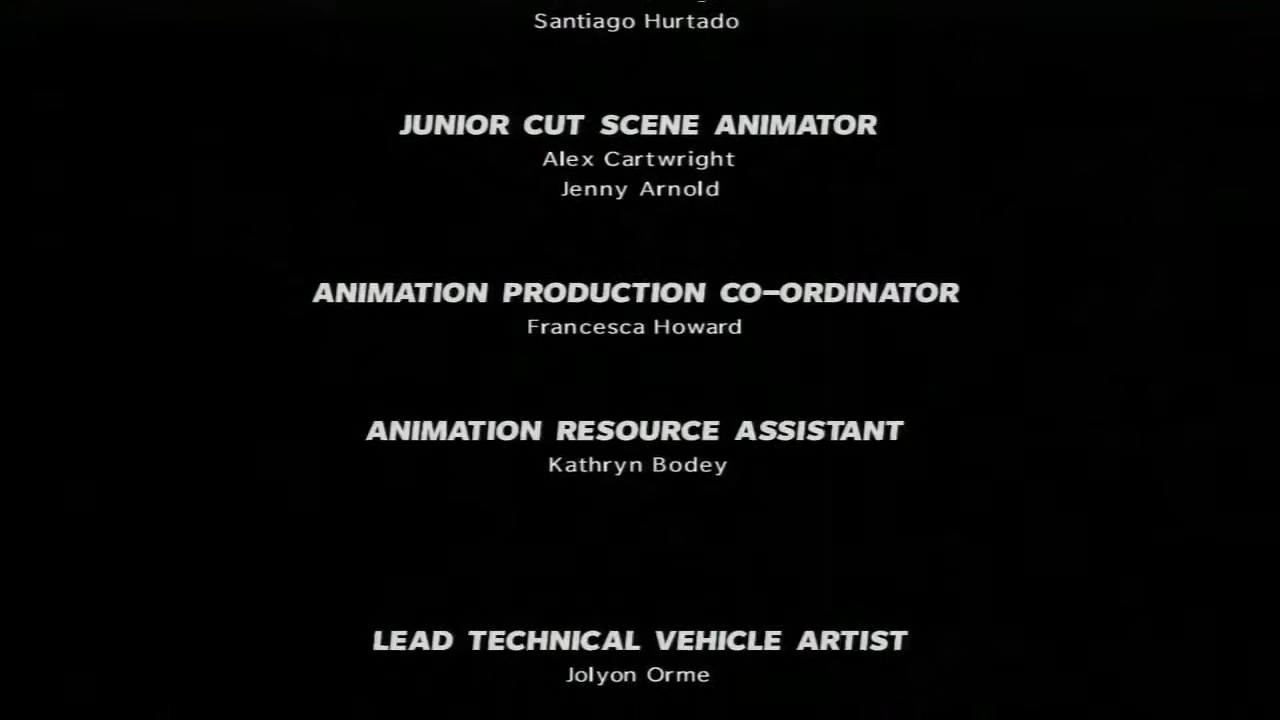 Santiago Hurtado
JUNIOR CUT SCENE ANIMATOR
Alex Cartwright
Jenny Arnold
ANIMATION PRODUCTION CO-ORDINATOR
Francesca Howard
ANIMATION RESOURCE ASSISTANT
Kathryn Bodey
LEAD TECHNICAL VEHICLE ARTIST
Jolyon Orme